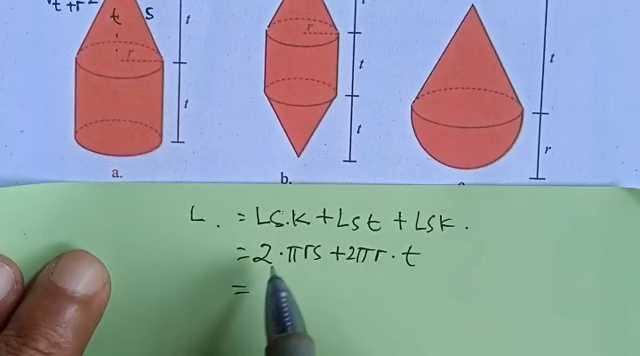 t+r²
t s t
r
t
a.
r
t
t
t
b.
t
r
L. = Ls.k + Lst + Lsk.
= 2·πrs + 2πr·t
=